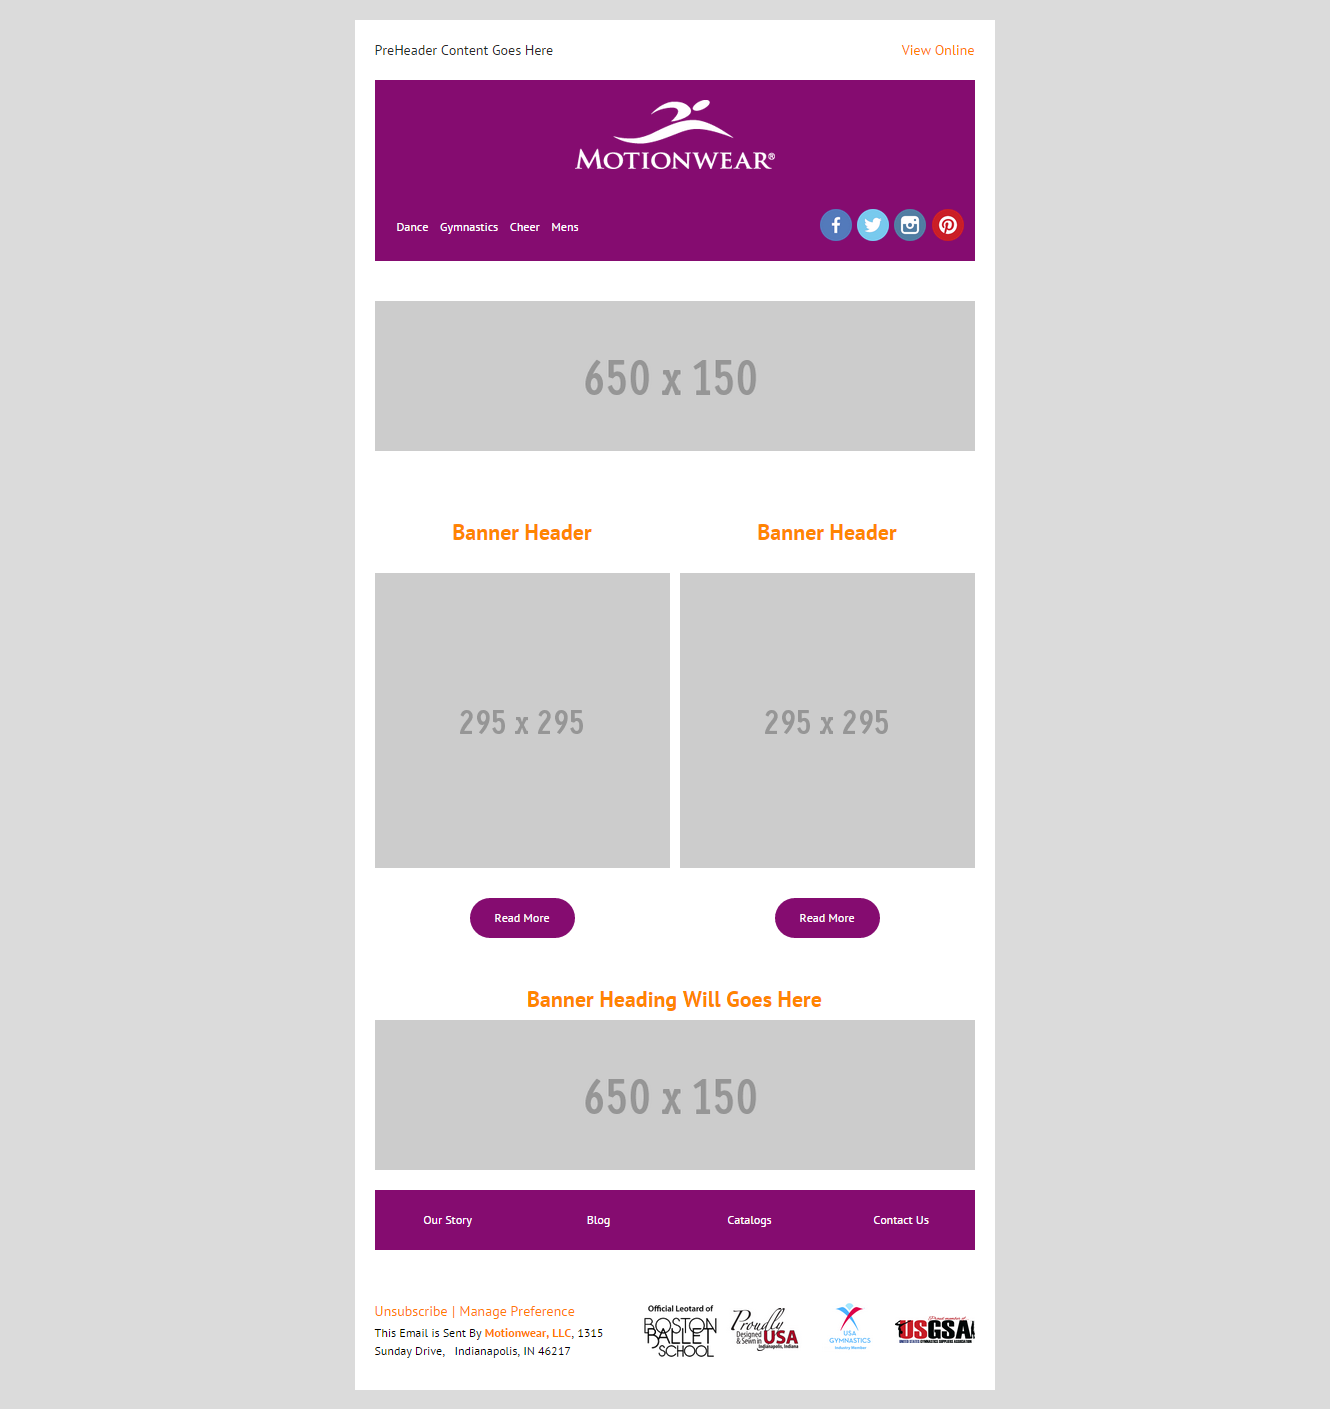 PreHeader Content Goes Here
View Online
MOTIONWEAR®
Dance Gymnastics Cheer Mens
650 x 150
Banner Header
Banner Header
295 x 295
295 x 295
Read More
Read More
Banner Heading Will Goes Here
650 x 150
Our Story
Blog
Catalogs
Contact Us
Unsubscribe | Manage Preference
This Email is Sent By Motionwear, LLC, 1315
Sunday Drive, Indianapolis, IN 46217
Official Leotard of
BOSTON
BALLET
SCHOOL
Proudly
Designed
& Sewn in USA
Indianapolis, Indiana
USA
GYMNASTICS
Industry Member
USGSA
UNITED STATES GYMNASTICS SUPPLIERS ASSOCIATION